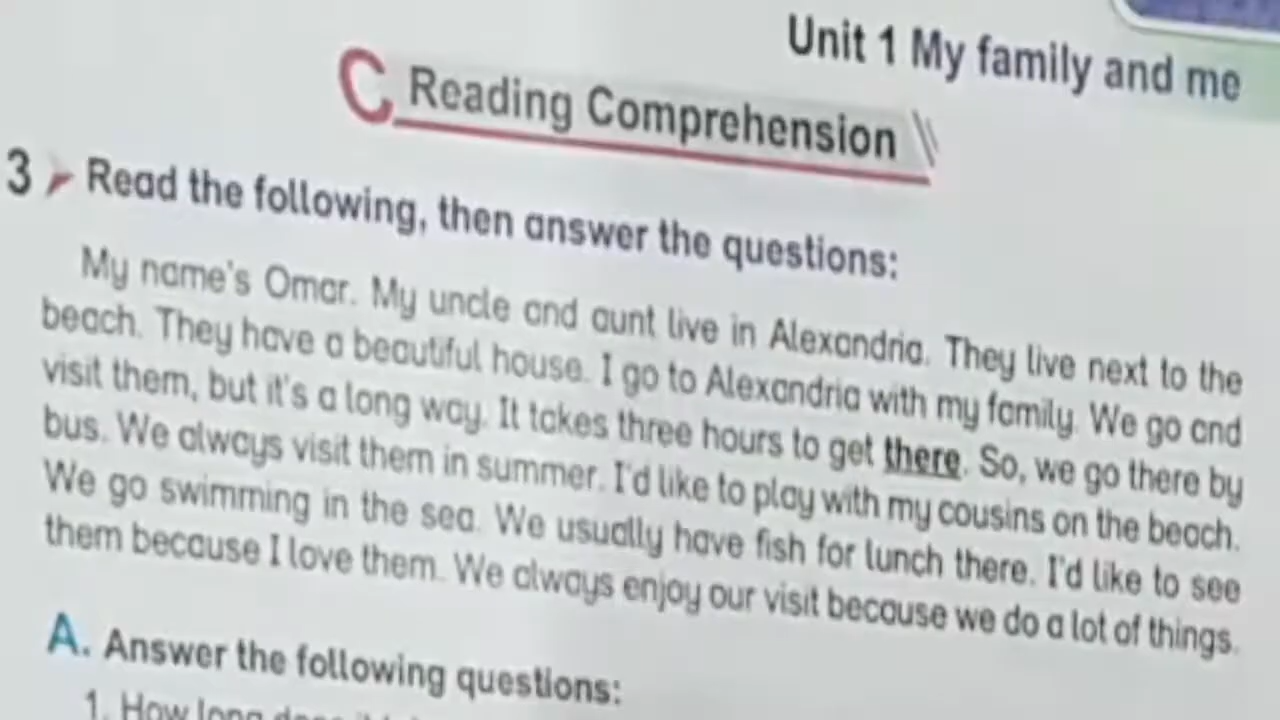 Unit 1 My family and me
C Reading Comprehension
3 Read the following, then answer the questions:
My name's Omar. My uncle and aunt live in Alexandria. They live next to the
beach. They have a beautiful house. I go to Alexandria with my family. We go and
visit them, but it's a long way. It takes three hours to get there. So, we go there by
bus. We always visit them in summer. I'd like to play with my cousins on the beach.
We go swimming in the sea. We usually have fish for lunch there. I'd like to see
them because I love them. We always enjoy our visit because we do a lot of things.
A. Answer the following questions:
1. How long